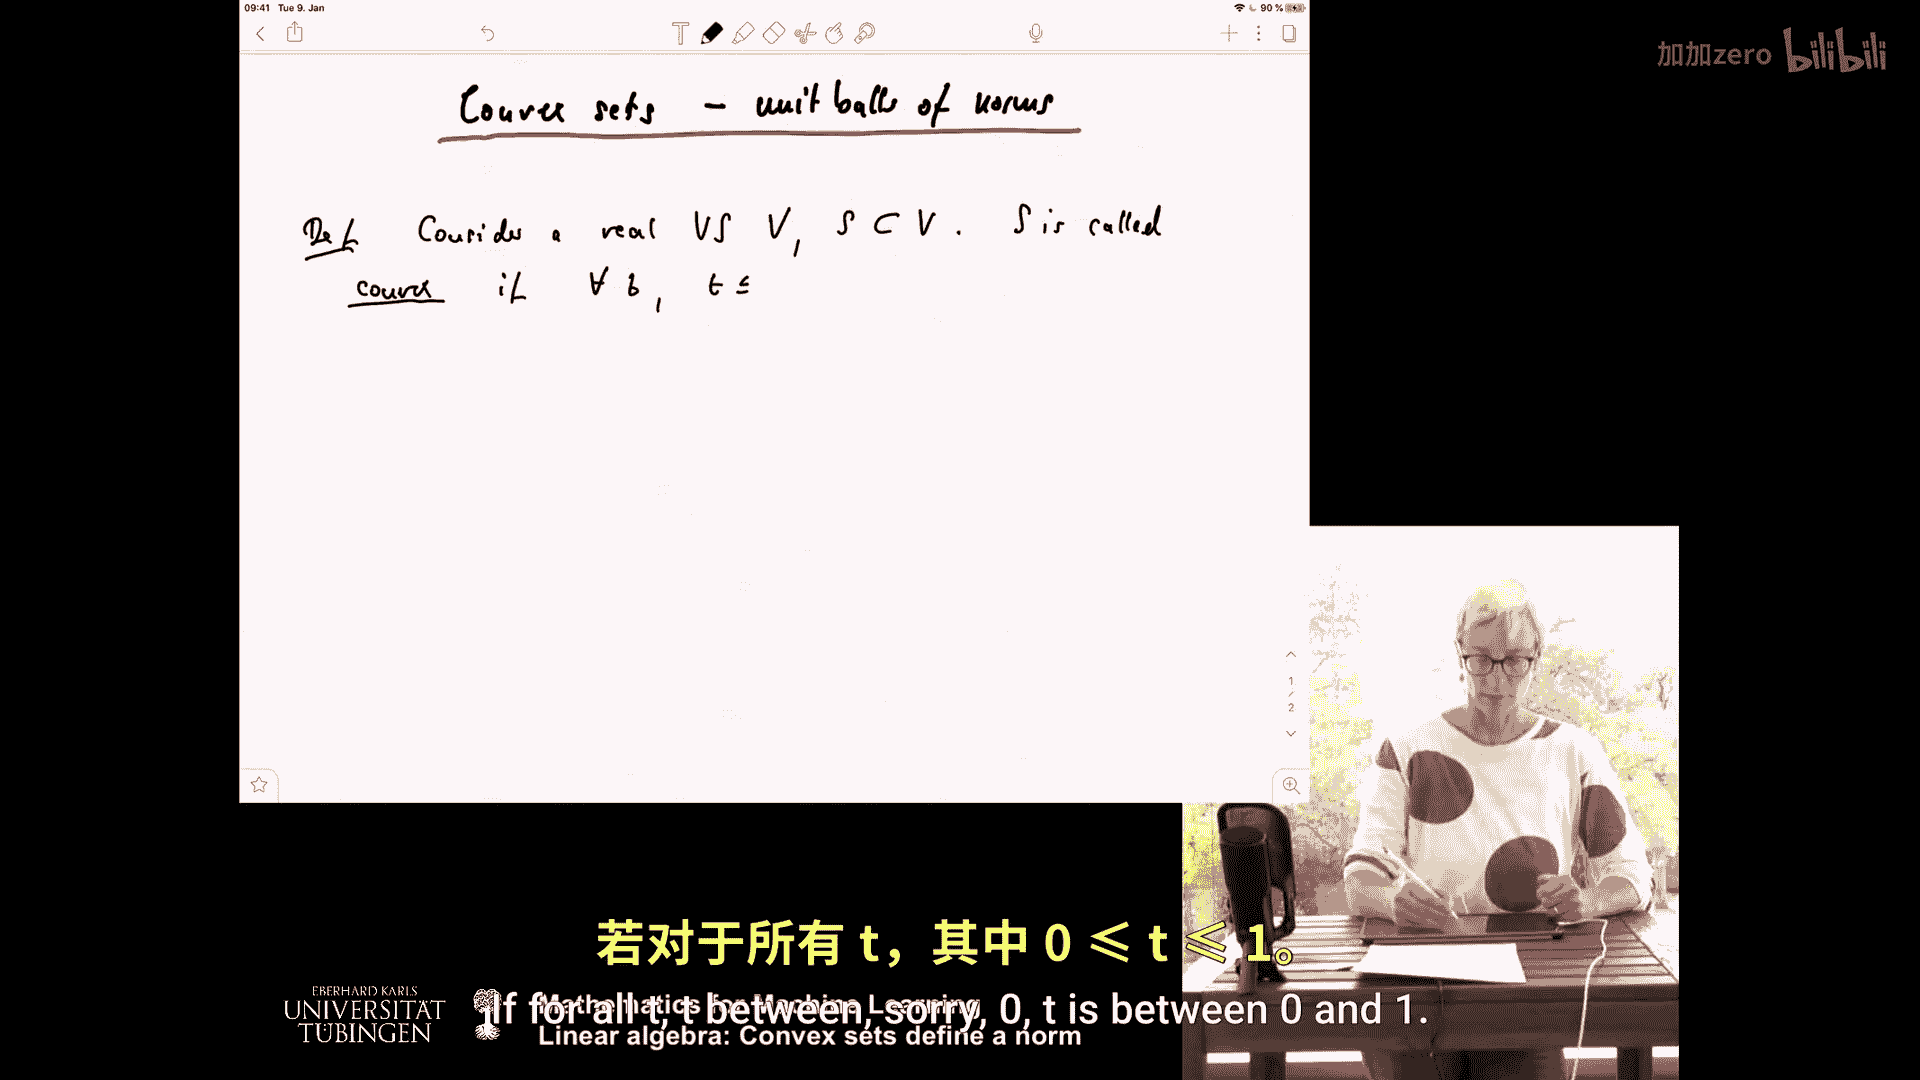 09:41 Tue 9. Jan
90 %
加加zero bilibili
Convex sets – unit balls of norms
Def Consider a real VS V, S ⊂ V. S is called
convex if ∀ t, t ≤
1
/
2
若对于所有 t，其中 0 ≤ t ≤ 1。
If for all t, t between, sorry, 0, t is between 0 and 1.
EBERHARD KARLS
UNIVERSITÄT
TÜBINGEN
Mathematics for Machine Learning
Linear algebra: Convex sets define a norm